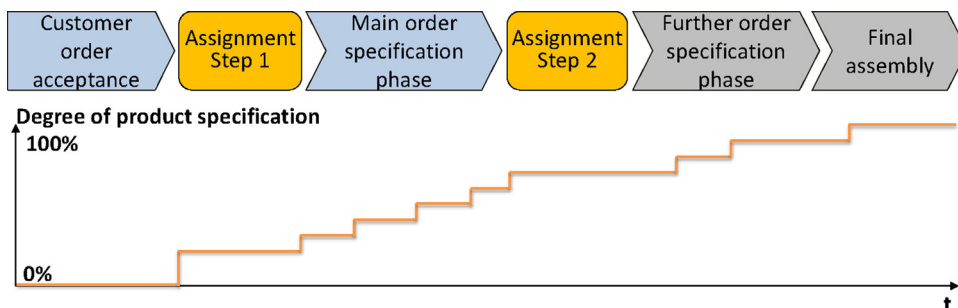 Customer
order
acceptance
Assignment
Step 1
Main order
specification
phase
Assignment
Step 2
Further order
specification
phase
Final
assembly
Degree of product specification
100%
0%
t